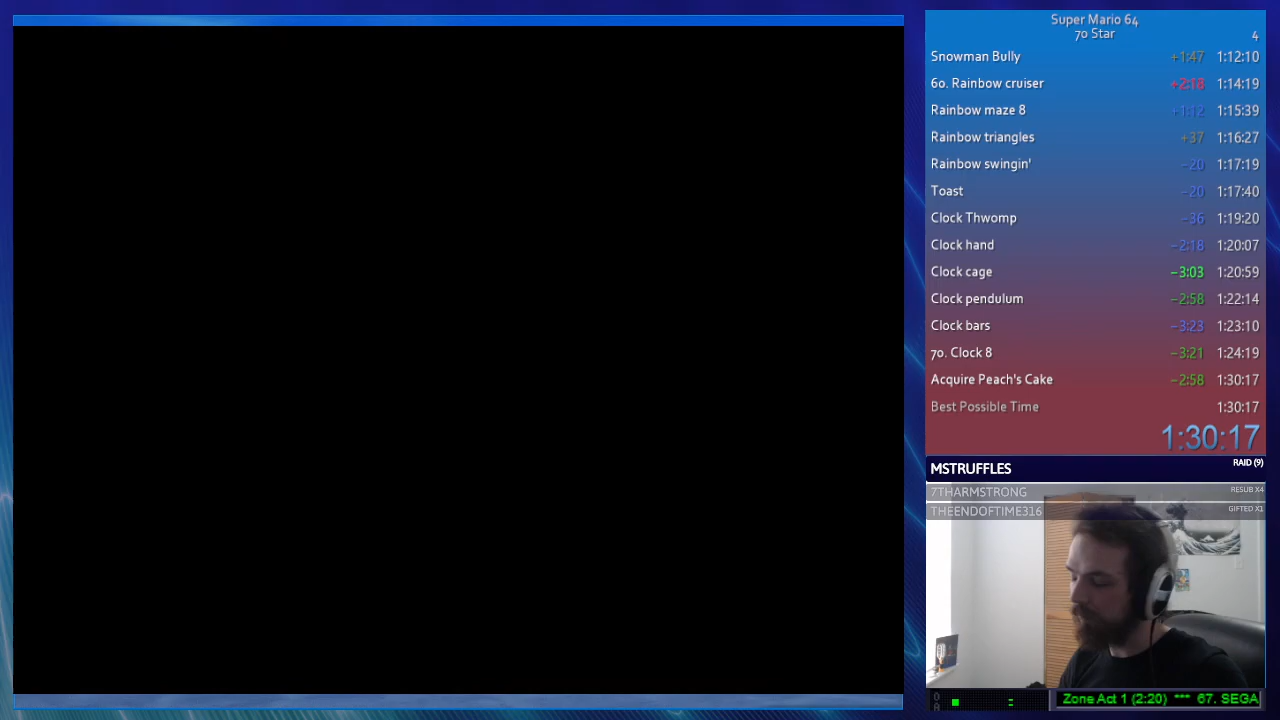 Super Mario 64
70 Star
4
Snowman Bully +1:47 1:12:10
60. Rainbow cruiser +2:18 1:14:19
Rainbow maze 8 +1:12 1:15:39
Rainbow triangles +37 1:16:27
Rainbow swingin' −20 1:17:19
Toast −20 1:17:40
Clock Thwomp −36 1:19:20
Clock hand −2:18 1:20:07
Clock cage −3:03 1:20:59
Clock pendulum −2:58 1:22:14
Clock bars −3:23 1:23:10
70. Clock 8 −3:21 1:24:19
Acquire Peach's Cake −2:58 1:30:17
Best Possible Time 1:30:17
1:30:17
MSTRUFFLES RAID (9)
7THARMSTRONG RESUB X4
THEENDOFTIME316 GIFTED X1
Zone Act 1 (2:20) *** 67. SEGA